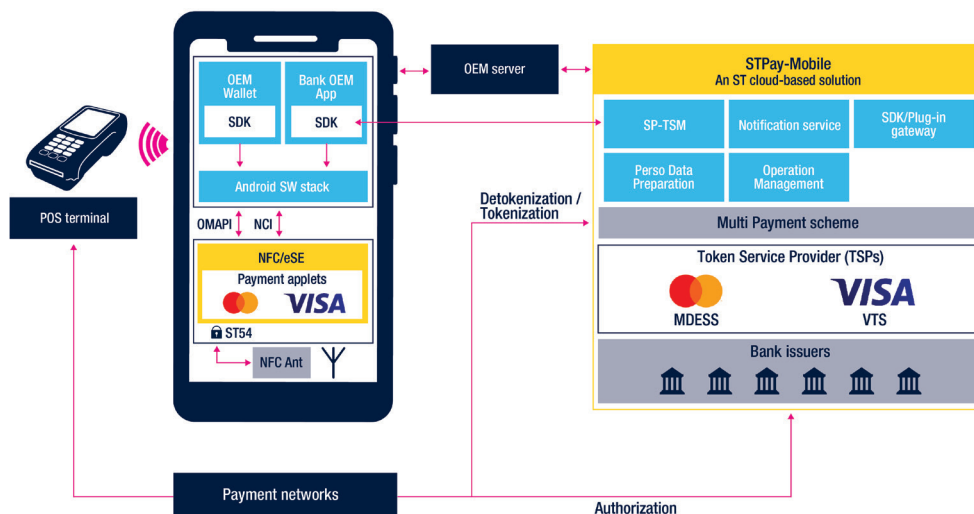 POS terminal
OEM
Wallet
SDK
Bank OEM
App
SDK
Android SW stack
OMAPI
NCI
NFC/eSE
Payment applets
VISA
ST54
NFC Ant
OEM server
STPay-Mobile
An ST cloud-based solution
SP-TSM
Notification service
SDK/Plug-in
gateway
Perso Data
Preparation
Operation
Management
Detokenization /
Tokenization
Multi Payment scheme
Token Service Provider (TSPs)
MDESS
VISA
VTS
Bank issuers
Payment networks
Authorization